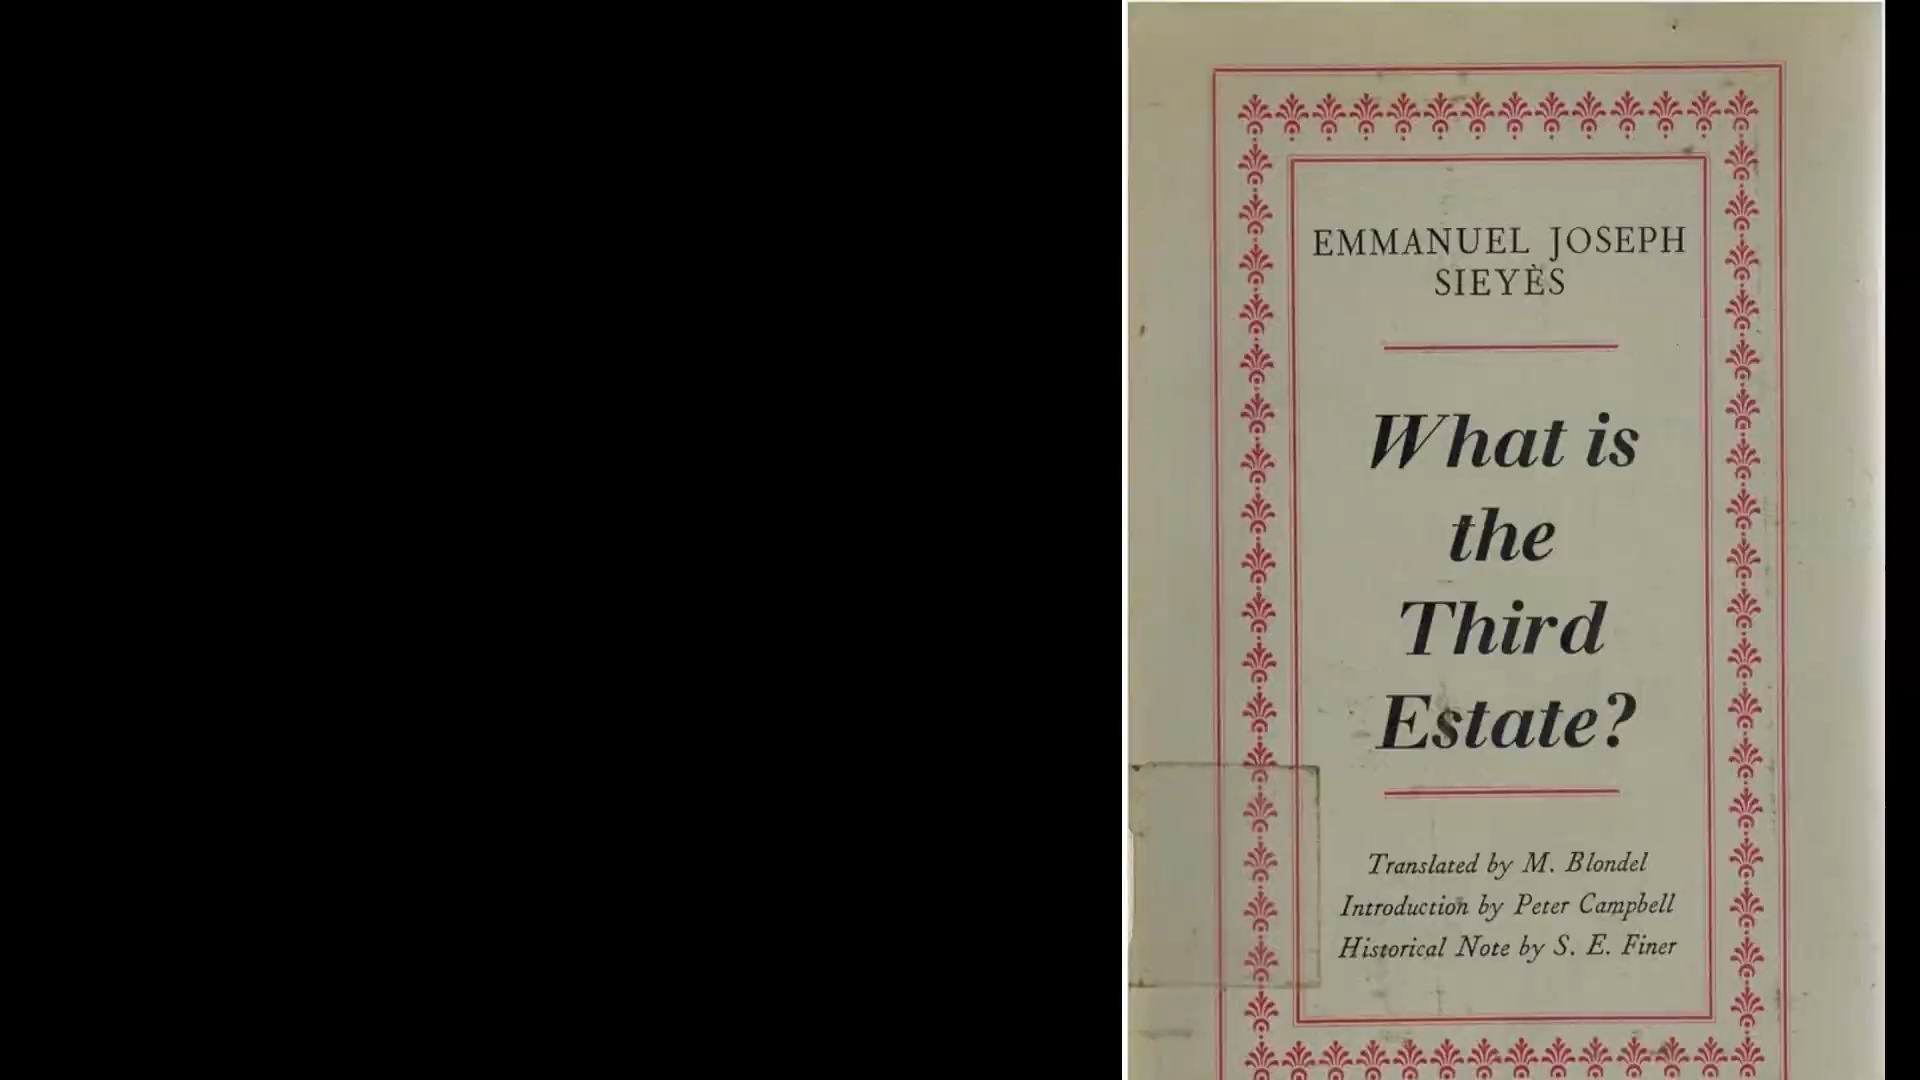 EMMANUEL JOSEPH
SIEYÈS
What is
the
Third
Estate?
Translated by M. Blondel
Introduction by Peter Campbell
Historical Note by S. E. Finer